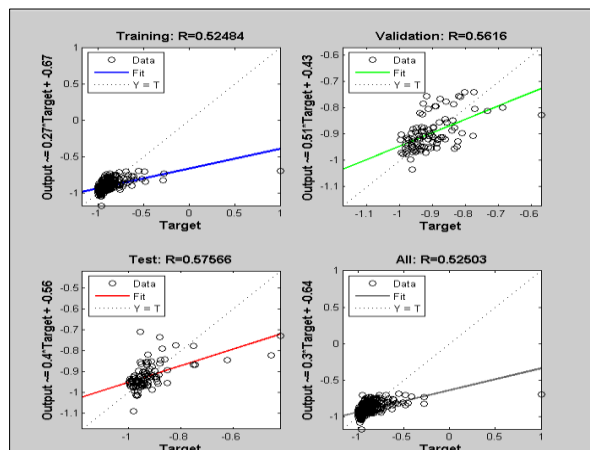 Training: R=0.52484
Output ~= 0.27*Target + -0.67
Data
Fit
Y = T
1
0.5
0
-0.5
-1
-1 -0.5 0 0.5 1
Target
Validation: R=0.5616
Output ~= 0.51*Target + -0.43
Data
Fit
Y = T
-0.6
-0.7
-0.8
-0.9
-1
-1.1
-1.1 -1 -0.9 -0.8 -0.7 -0.6
Target
Test: R=0.57566
Output ~= 0.4*Target + -0.56
Data
Fit
Y = T
-0.5
-0.6
-0.7
-0.8
-0.9
-1
-1.1
-1 -0.8 -0.6
Target
All: R=0.52503
Output ~= 0.3*Target + -0.64
Data
Fit
Y = T
1
0.5
0
-0.5
-1
-1 -0.5 0 0.5 1
Target